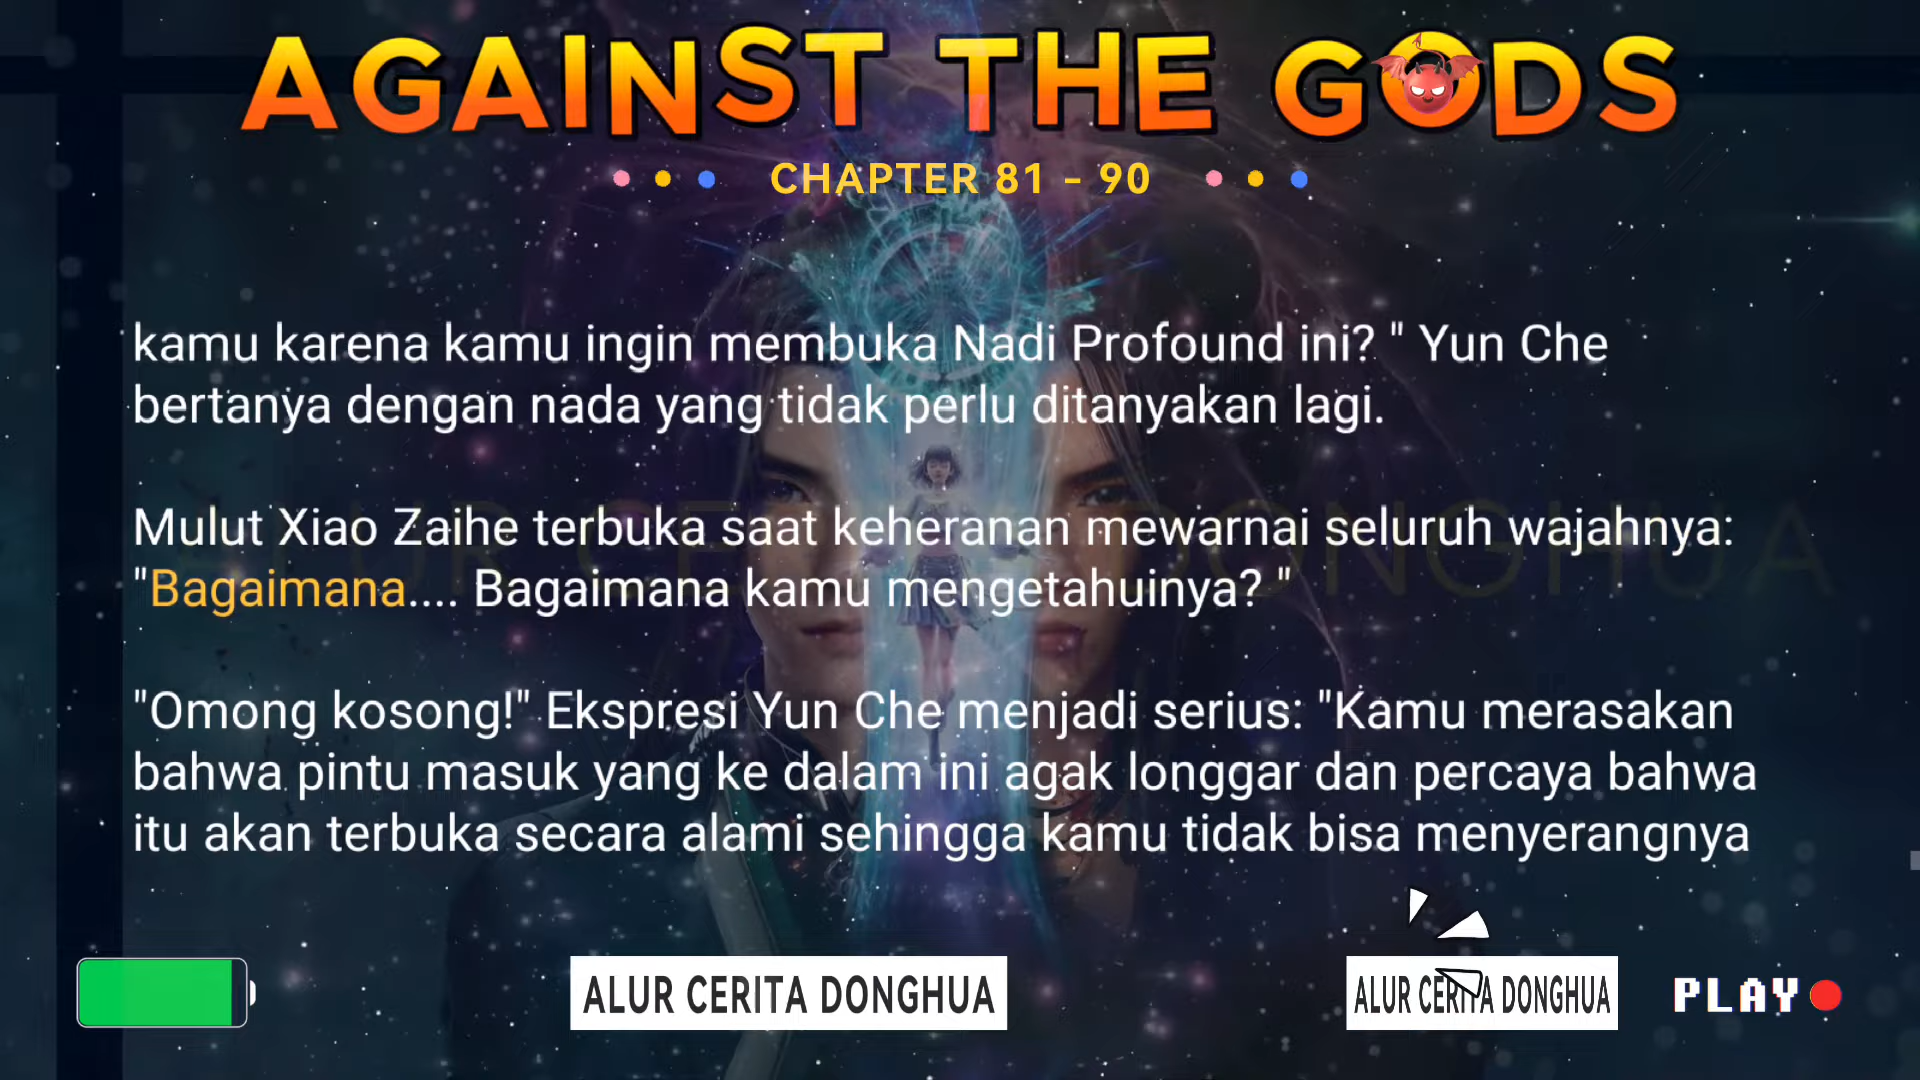 AGAINST THE GODS
CHAPTER 81 - 90
kamu karena kamu ingin membuka Nadi Profound ini? " Yun Che
bertanya dengan nada yang tidak perlu ditanyakan lagi.
Mulut Xiao Zaihe terbuka saat keheranan mewarnai seluruh wajahnya:
"Bagaimana.... Bagaimana kamu mengetahuinya? "
"Omong kosong!" Ekspresi Yun Che menjadi serius: "Kamu merasakan
bahwa pintu masuk yang ke dalam ini agak longgar dan percaya bahwa
itu akan terbuka secara alami sehingga kamu tidak bisa menyerangnya
ALUR CERITA DONGHUA
ALUR CERITA DONGHUA
PLAY